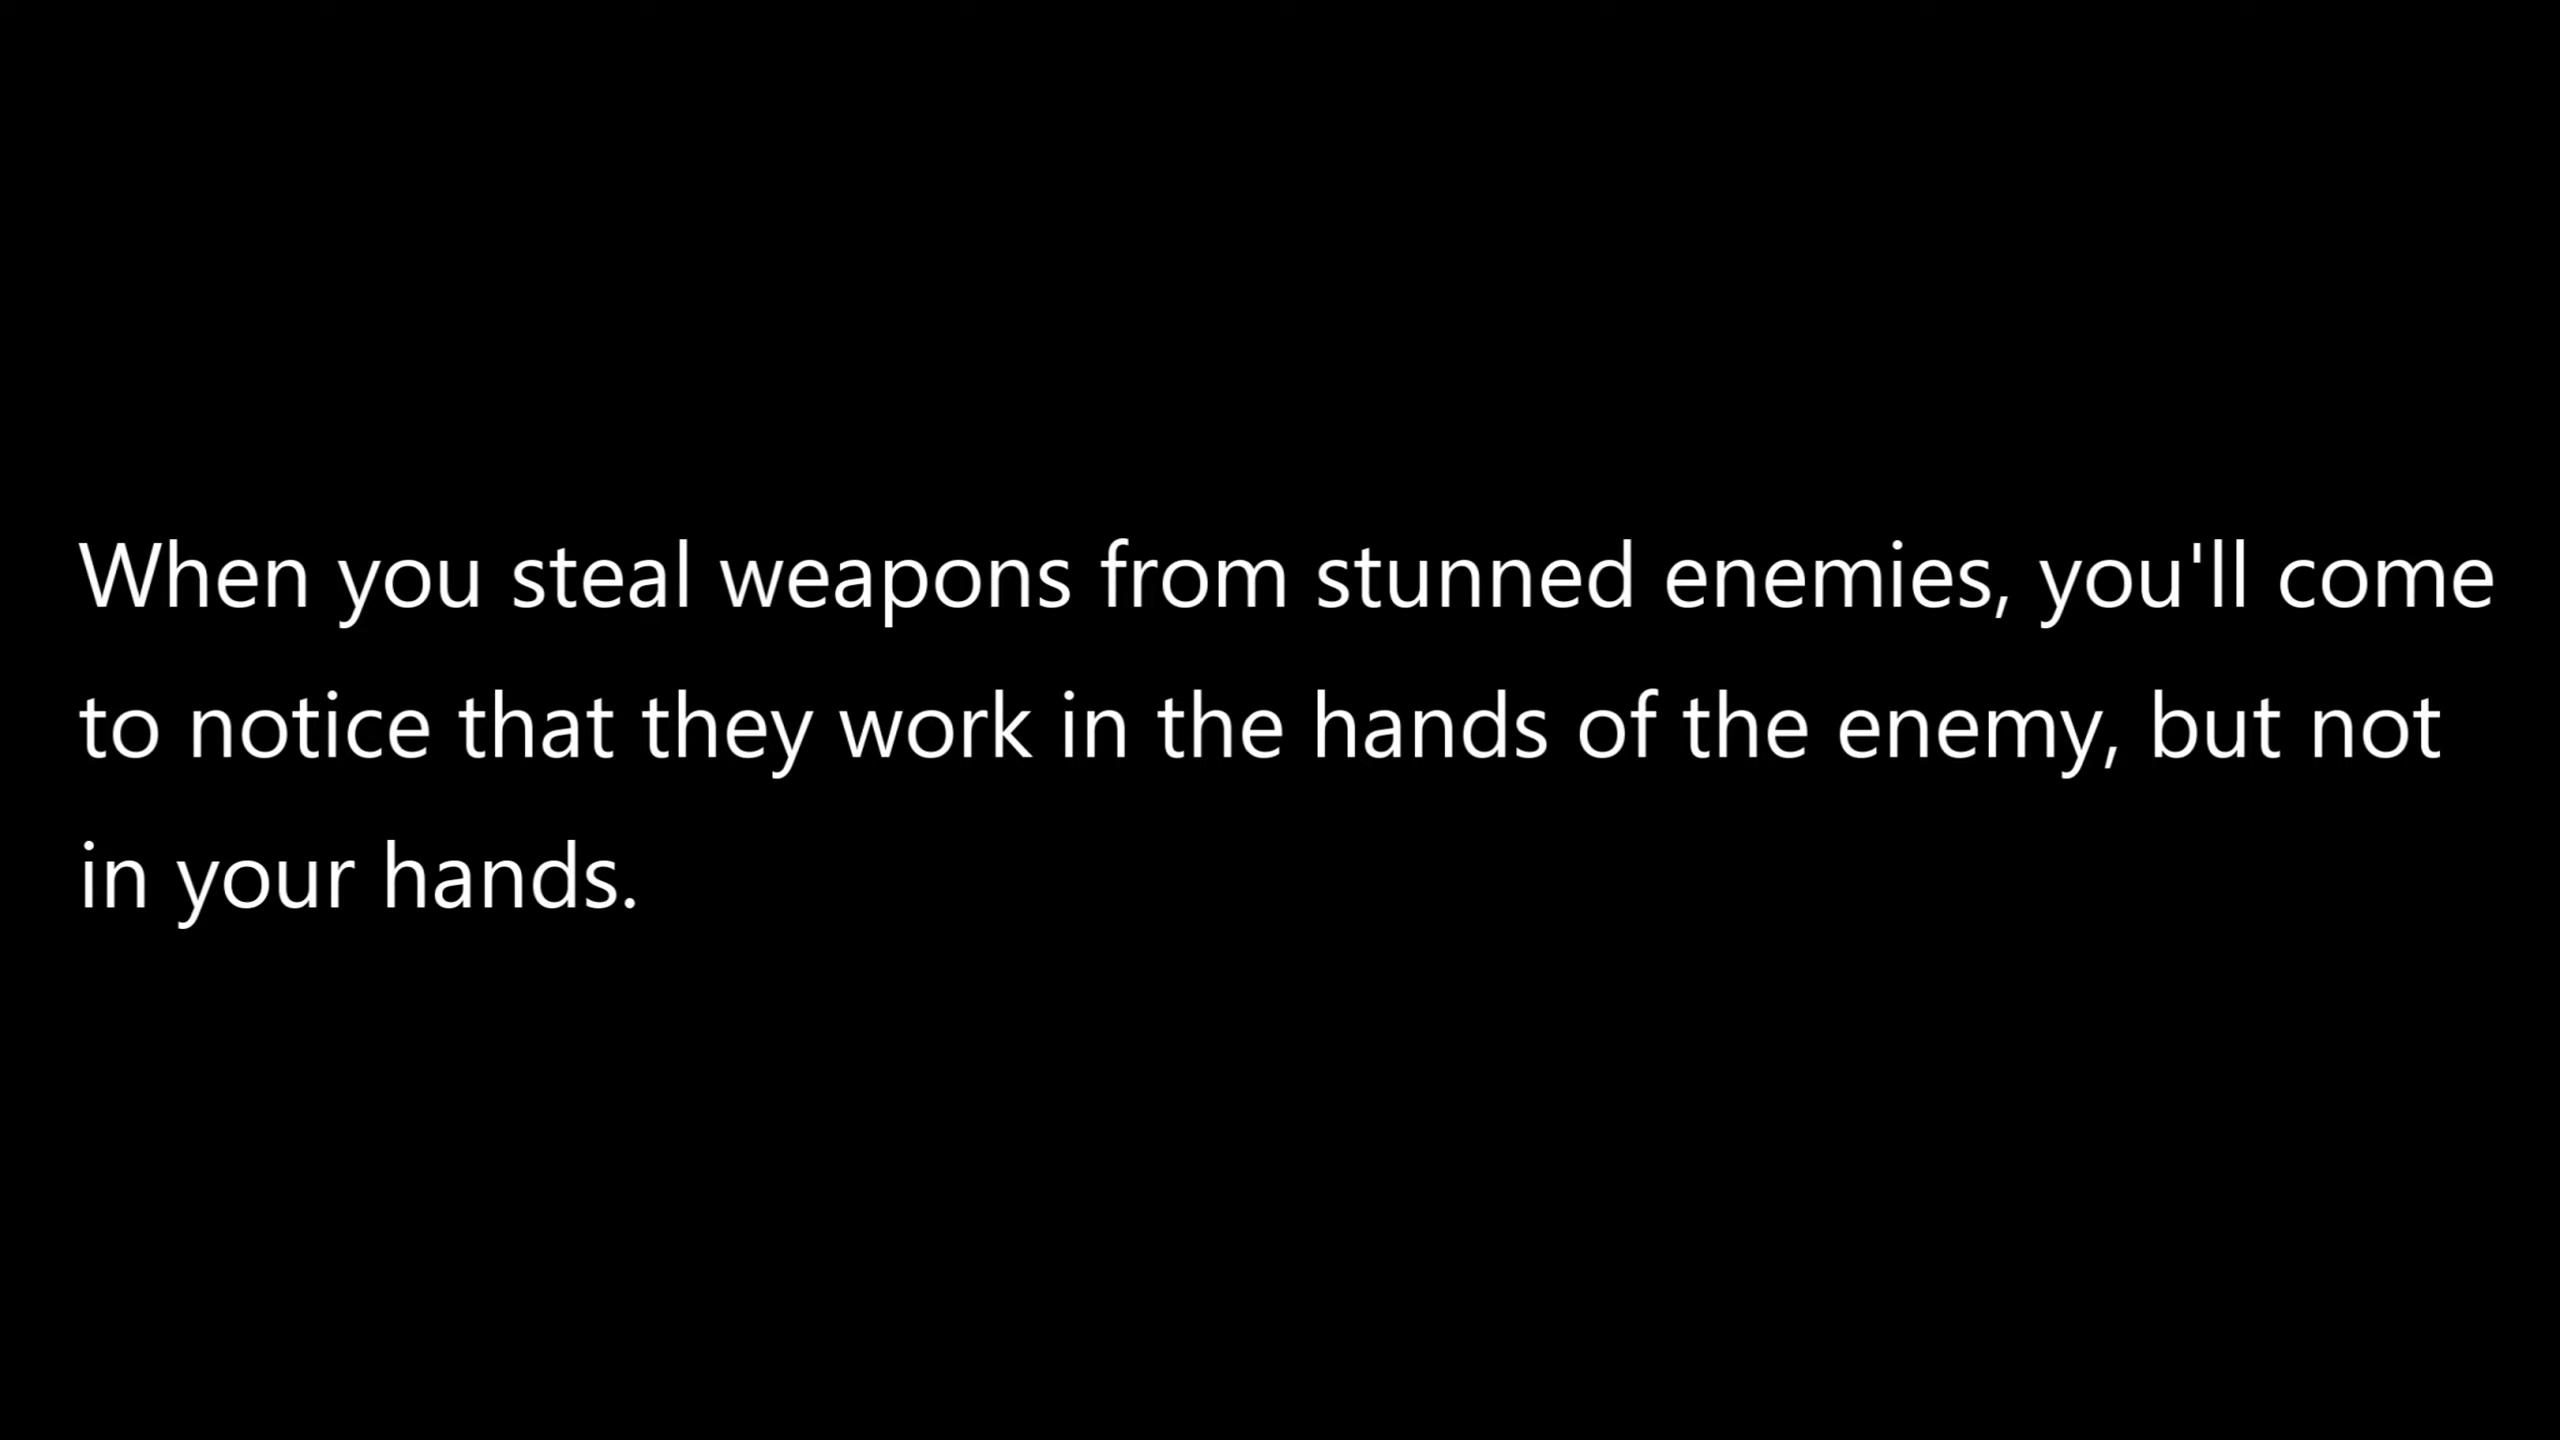 When you steal weapons from stunned enemies, you'll come
to notice that they work in the hands of the enemy, but not
in your hands.